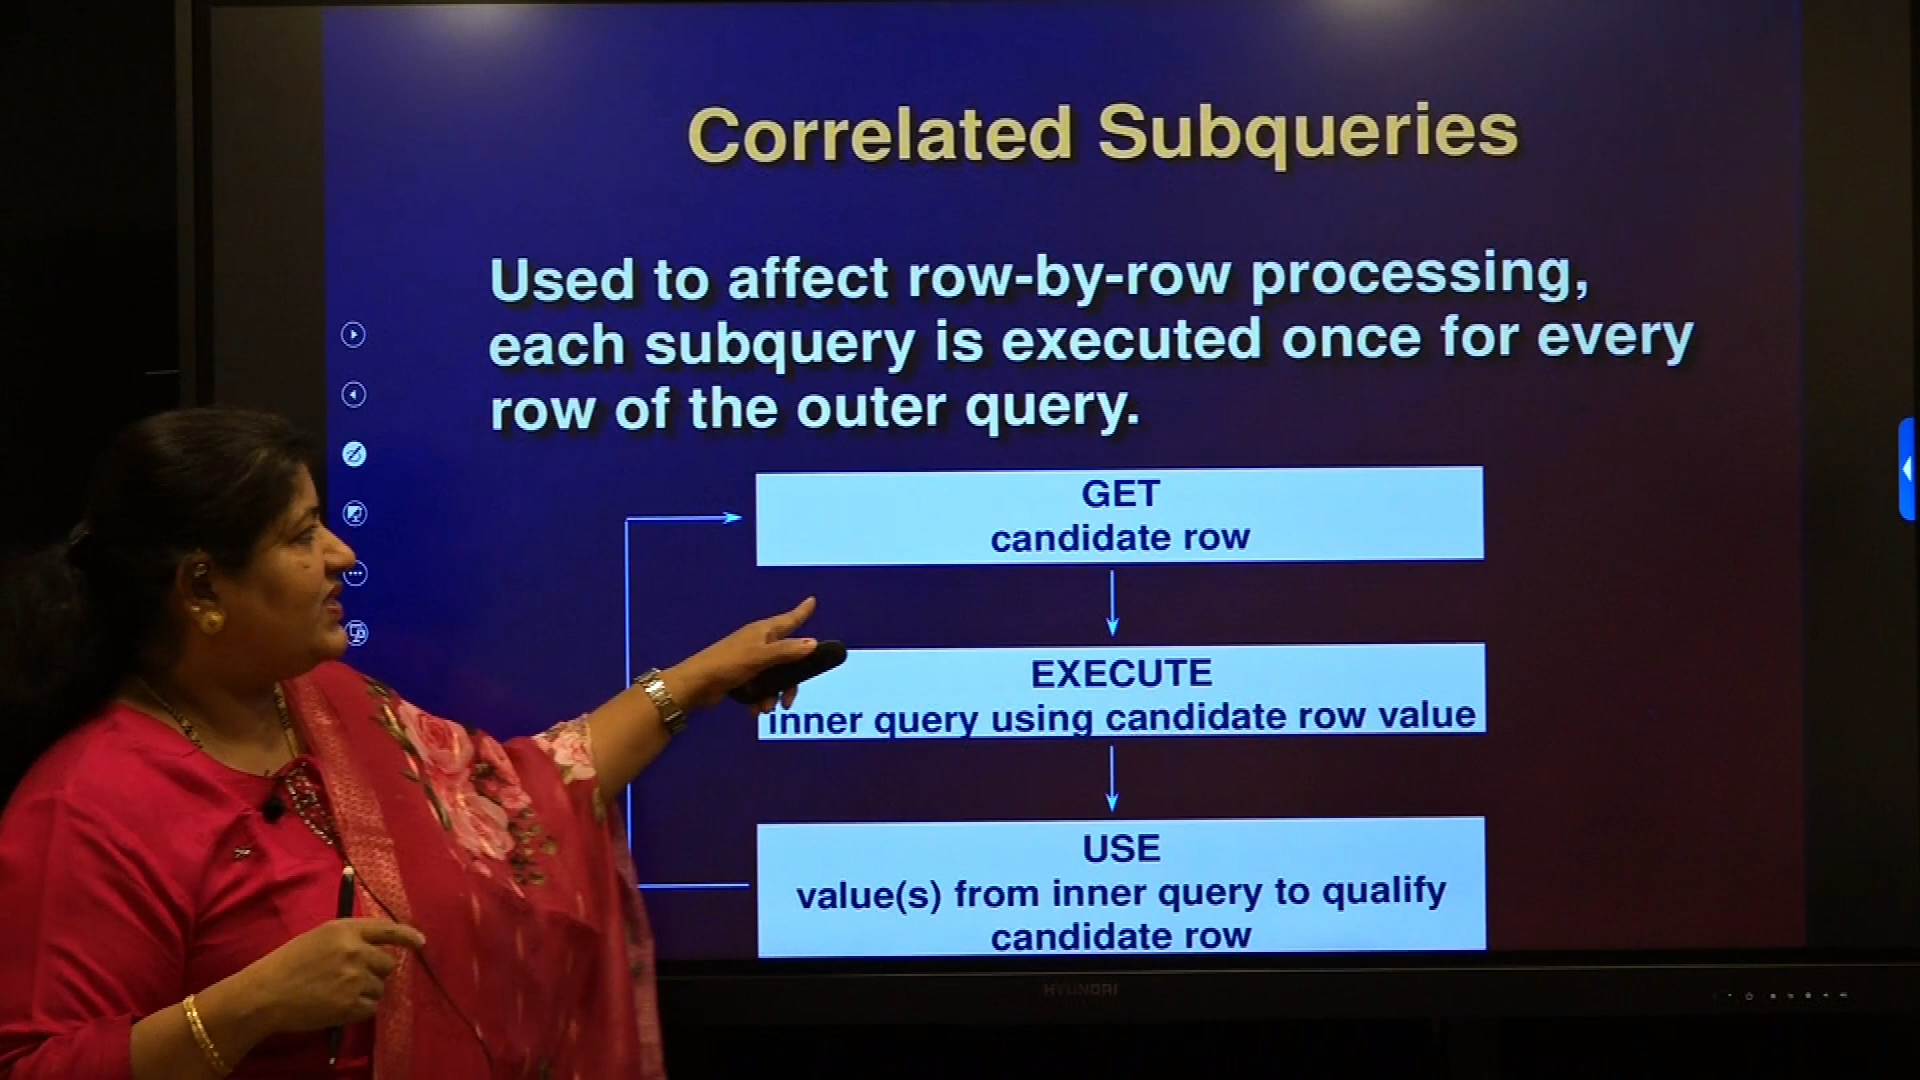 Correlated Subqueries
Used to affect row-by-row processing,
each subquery is executed once for every
row of the outer query.
GET
candidate row
EXECUTE
inner query using candidate row value
USE
value(s) from inner query to qualify
candidate row
HYUNDAI